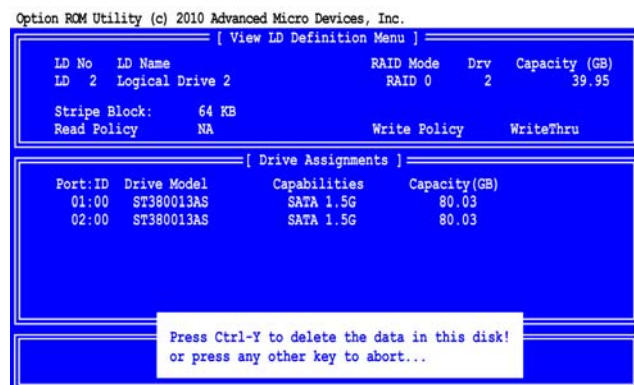 Option ROM Utility (c) 2010 Advanced Micro Devices, Inc.
[ View LD Definition Menu ]
LD No LD Name RAID Mode Drv Capacity (GB)
LD 2 Logical Drive 2 RAID 0 2 39.95
Stripe Block: 64 KB
Read Policy NA Write Policy WriteThru
[ Drive Assignments ]
Port:ID Drive Model Capabilities Capacity(GB)
01:00 ST380013AS SATA 1.5G 80.03
02:00 ST380013AS SATA 1.5G 80.03
Press Ctrl-Y to delete the data in this disk!
or press any other key to abort...